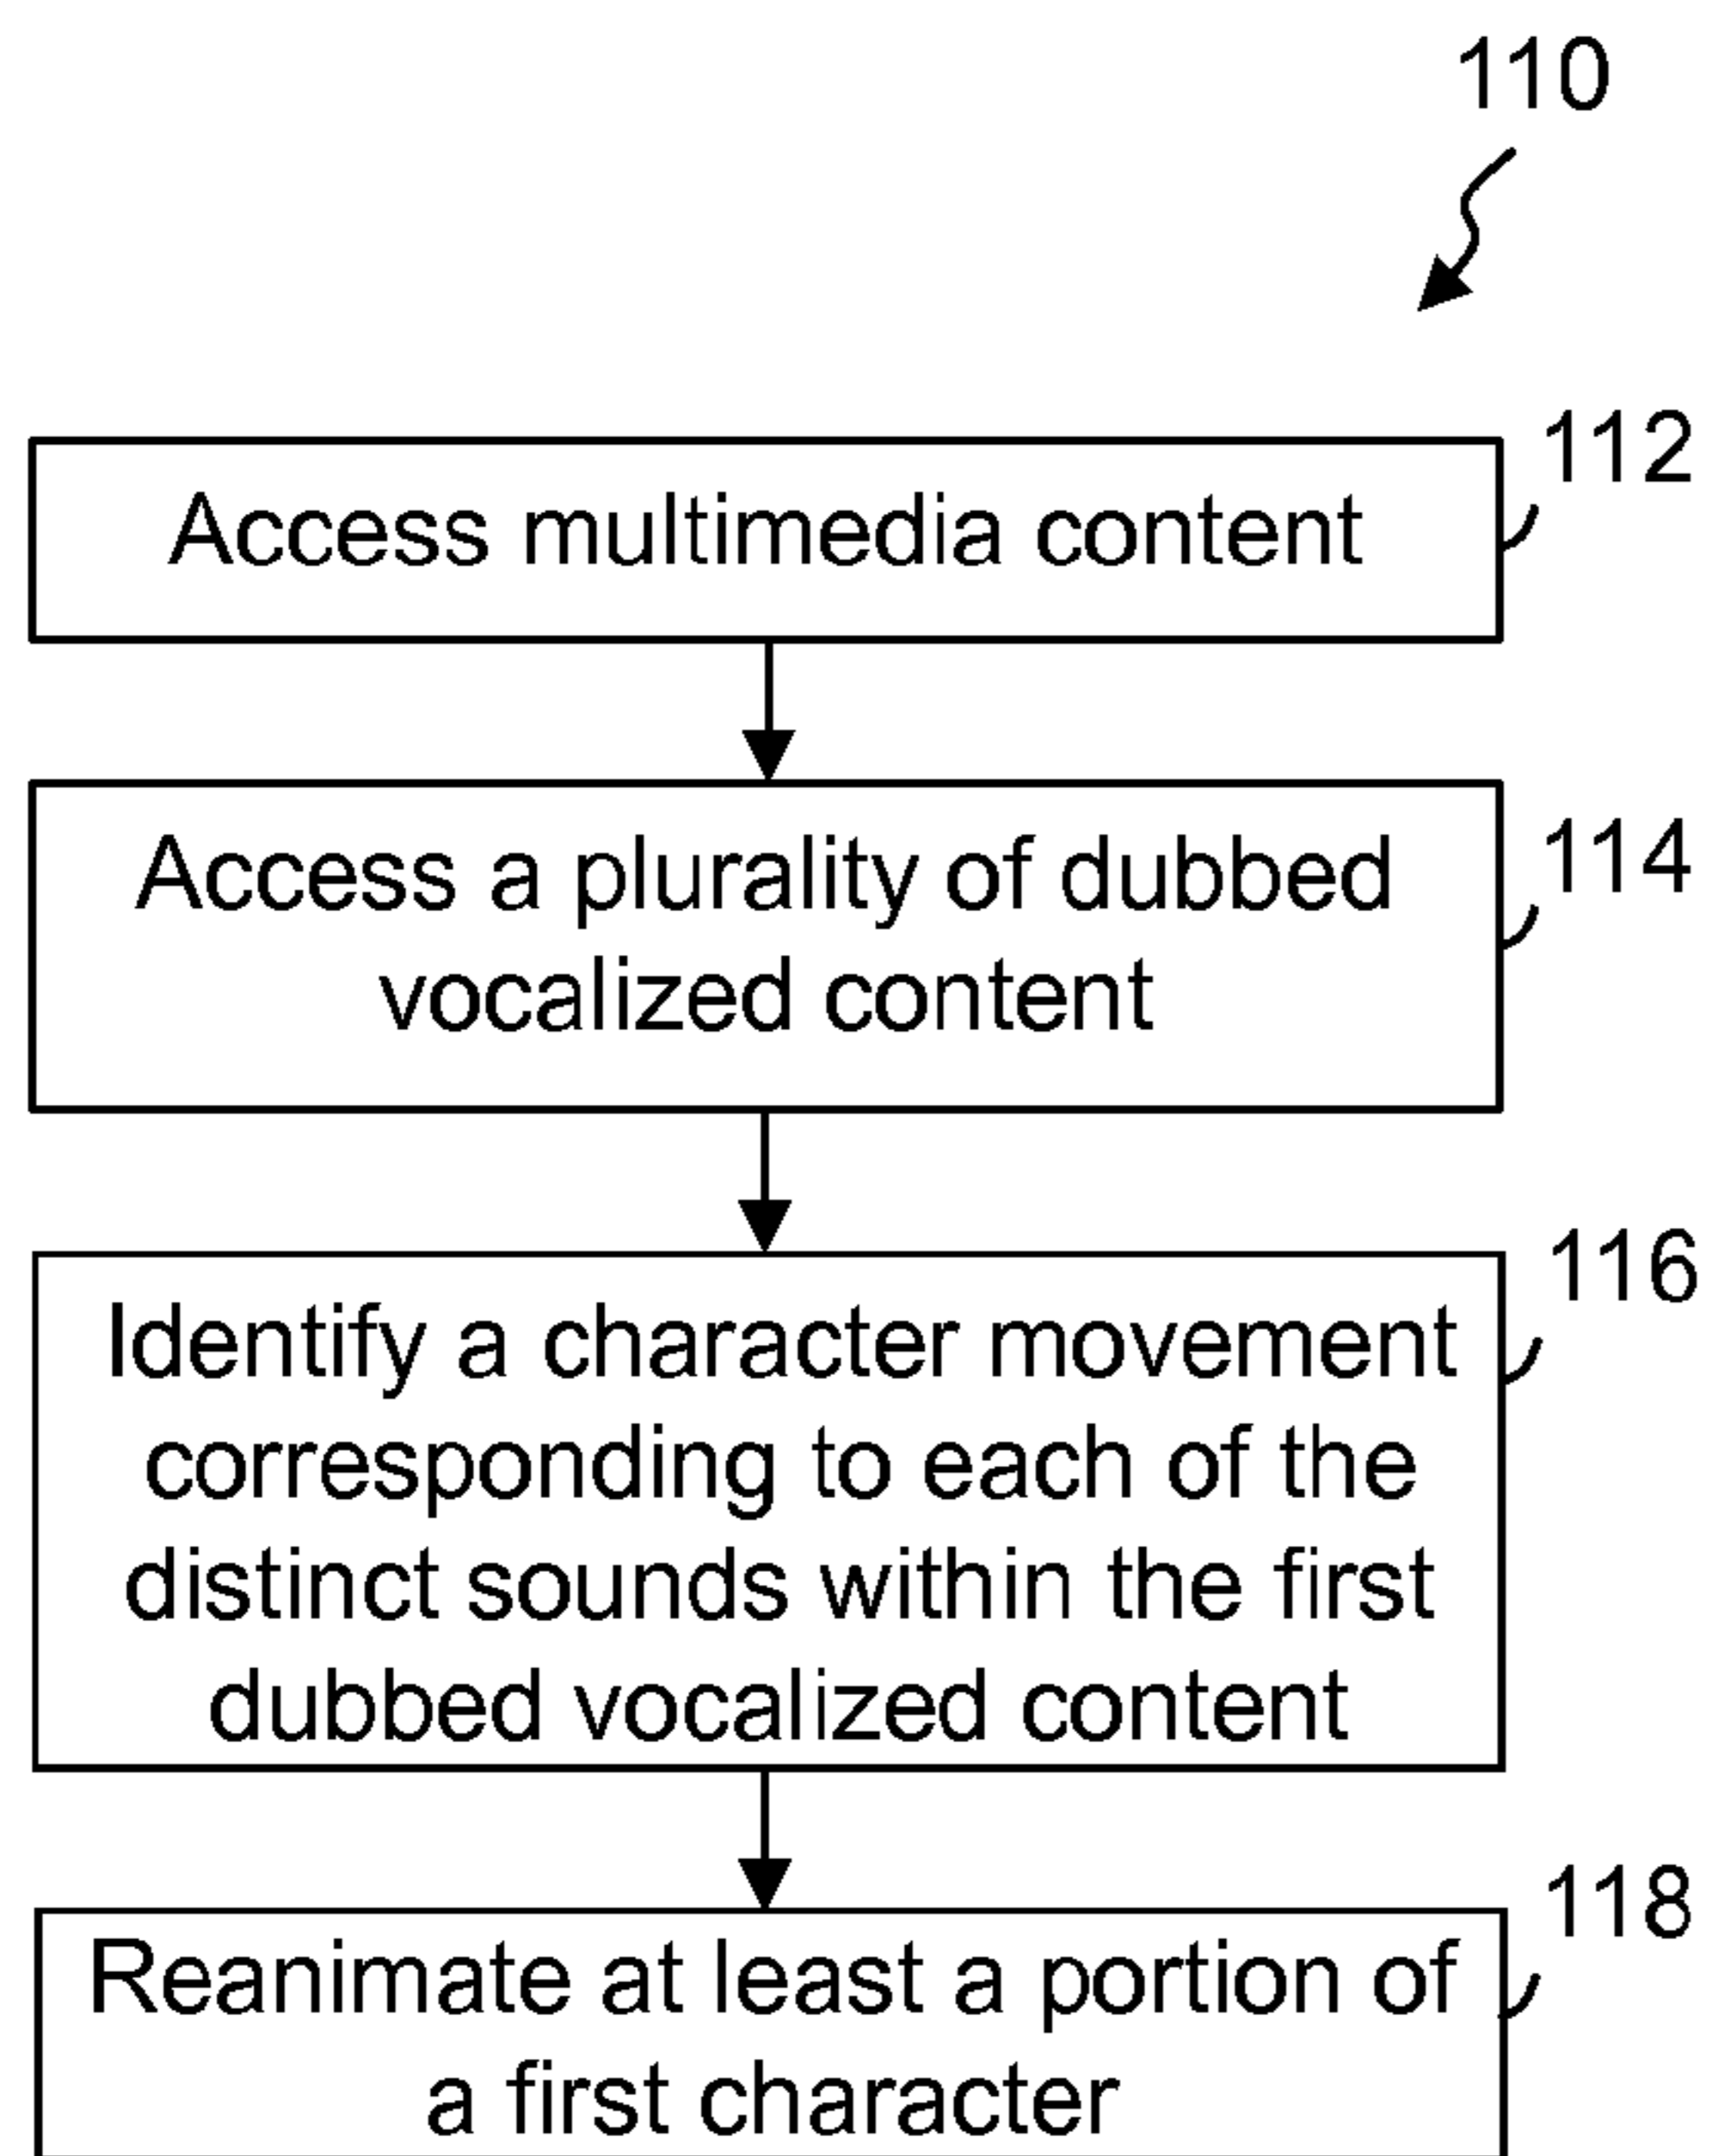 110
112
Access multimedia content
114
Access a plurality of dubbed
vocalized content
116
Identify a character movement
corresponding to each of the
distinct sounds within the first
dubbed vocalized content
118
Reanimate at least a portion of
a first character